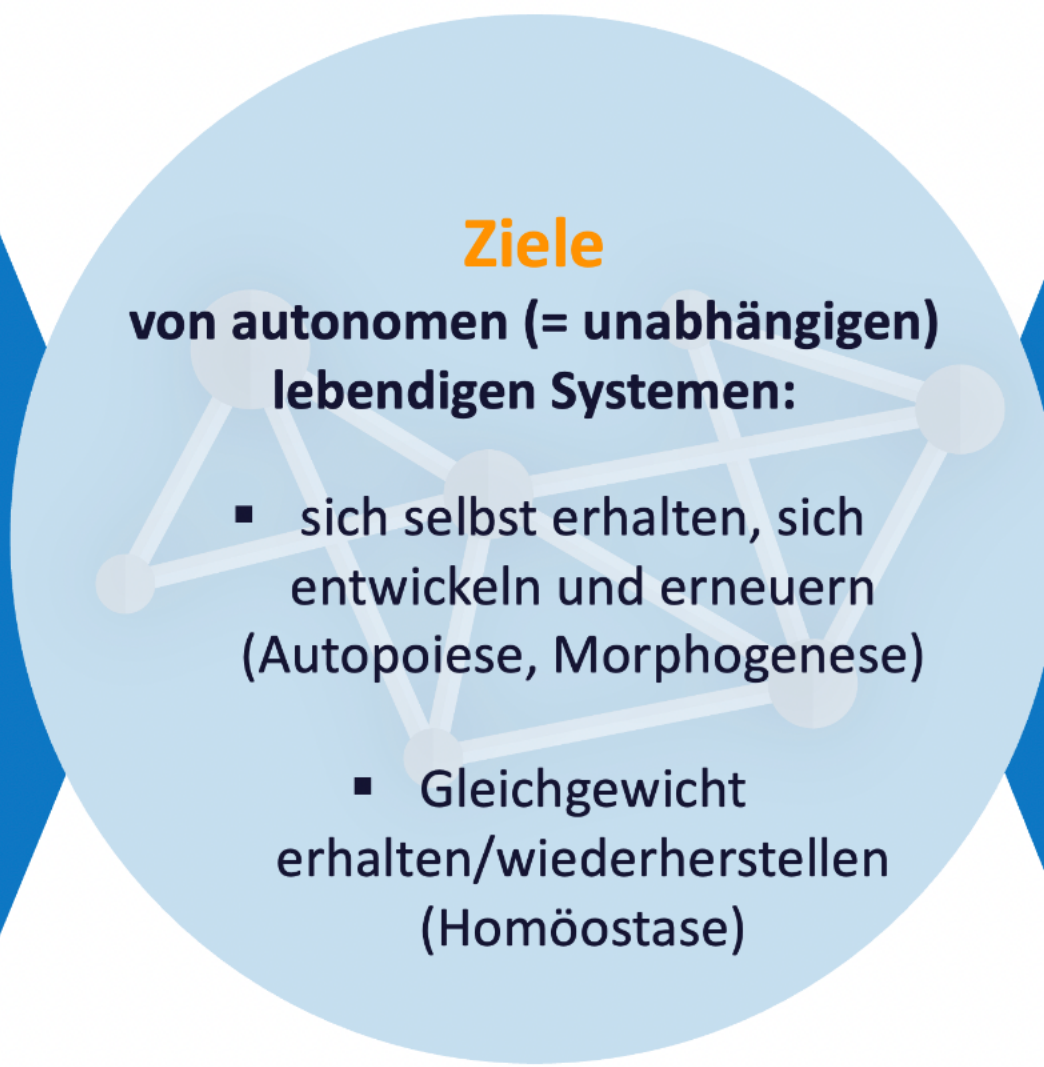 Ziele
von autonomen (= unabhängigen)
lebendigen Systemen:
▪ sich selbst erhalten, sich
entwickeln und erneuern
(Autopoiese, Morphogenese)
▪ Gleichgewicht
erhalten/wiederherstellen
(Homöostase)